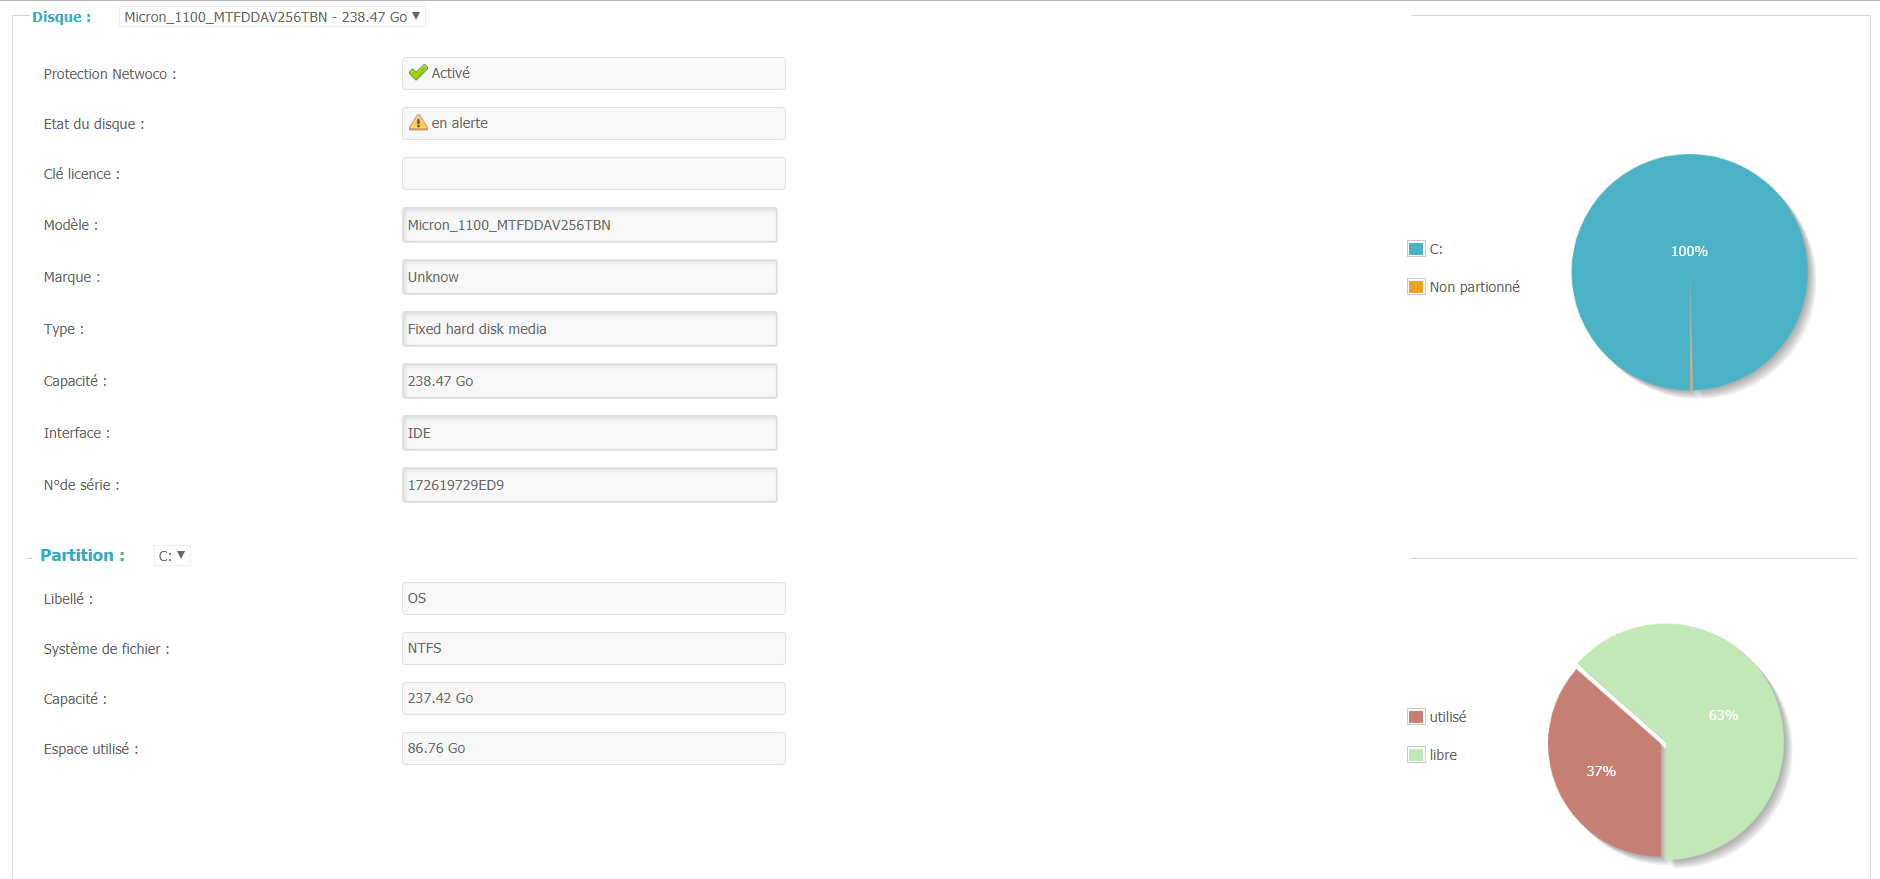 Disque : Micron_1100_MTFDDAV256TBN - 238.47 Go
Protection Netwoco : Activé
Etat du disque : en alerte
Clé licence :
Modèle : Micron_1100_MTFDDAV256TBN
Marque : Unknow
Type : Fixed hard disk media
Capacité : 238.47 Go
Interface : IDE
N°de série : 172619729ED9
100%
C:
Non partionné
Partition : C:
Libellé : OS
Système de fichier : NTFS
Capacité : 237.42 Go
Espace utilisé : 86.76 Go
utilisé
libre
63%
37%